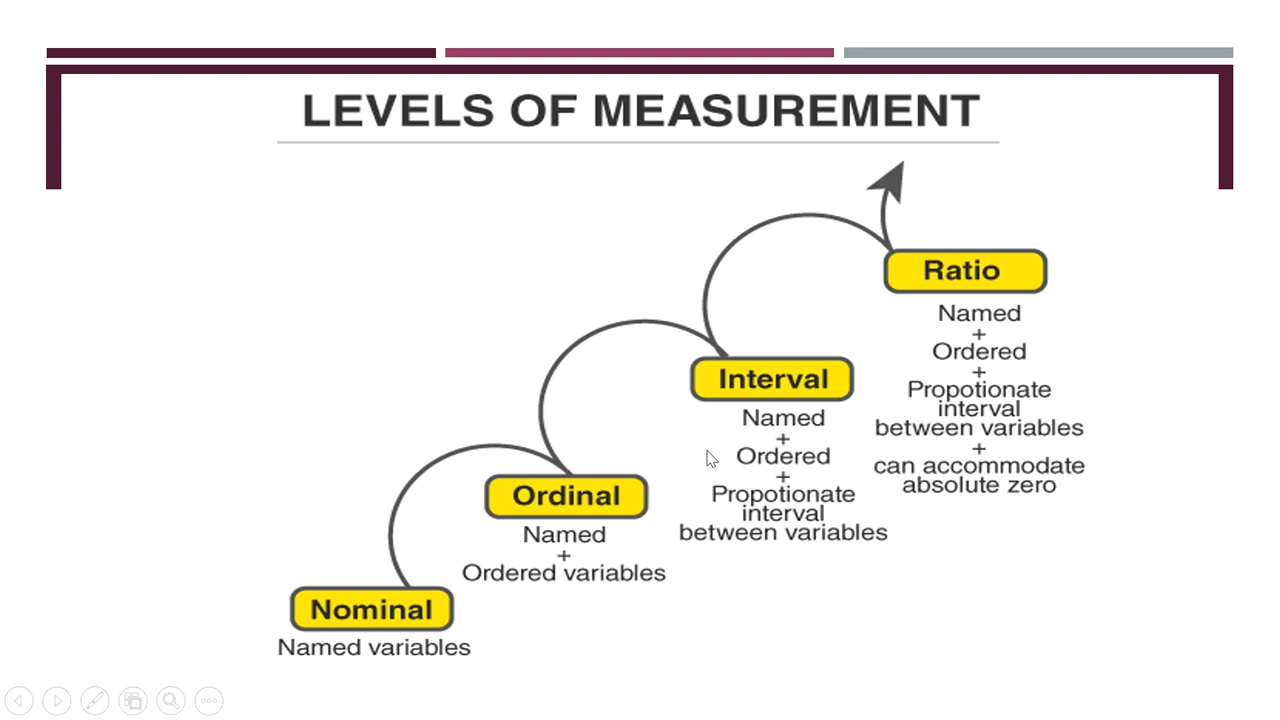 LEVELS OF MEASUREMENT
Nominal
Named variables
Ordinal
Named
+
Ordered variables
Interval
Named
+
Ordered
+
Propotionate
interval
between variables
Ratio
Named
+
Ordered
+
Propotionate
interval
between variables
+
can accommodate
absolute zero